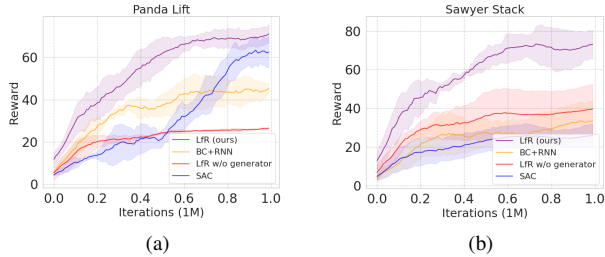 Panda Lift
Reward
60
40
20
0
LfR (ours)
BC+RNN
LfR w/o generator
SAC
0.0 0.2 0.4 0.6 0.8 1.0
Iterations (1M)
(a)
Sawyer Stack
Reward
80
60
40
20
0
LfR (ours)
LfR w/o generator
BC+RNN
SAC
0.0 0.2 0.4 0.6 0.8 1.0
Iterations (1M)
(b)